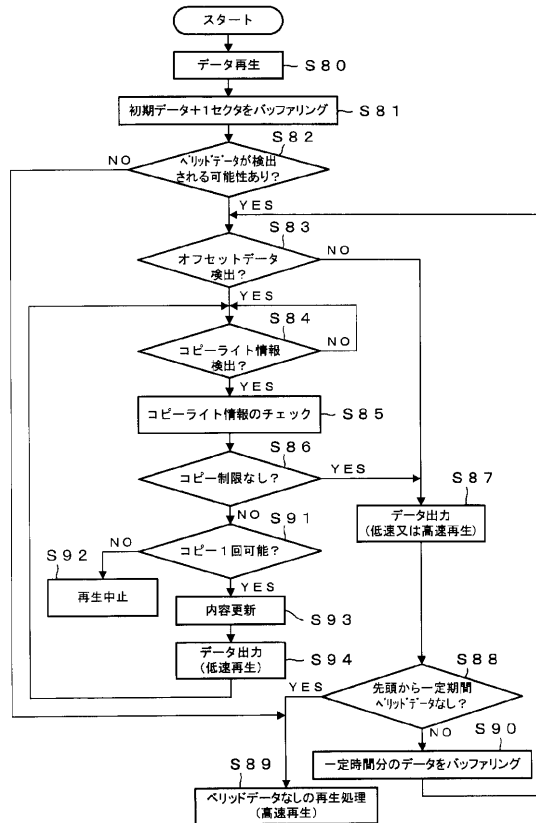 スタート
データ再生
S80
初期データ+1セクタをバッファリング
S81
S82
NO
ベリッドデータが検出
される可能性あり?
YES
S83
オフセットデータ
検出?
NO
YES
S84
コピーライト情報
検出?
NO
YES
コピーライト情報のチェック
S85
S86
コピー制限なし?
YES
S87
データ出力
(低速又は高速再生)
NO
S91
コピー1回可能?
NO
S92
再生中止
YES
内容更新
S93
データ出力
(低速再生)
S94
S88
先頭から一定期間
ベリッドデータなし?
YES
NO
S90
一定時間分のデータをバッファリング
S89
ベリッドデータなしの再生処理
(高速再生)